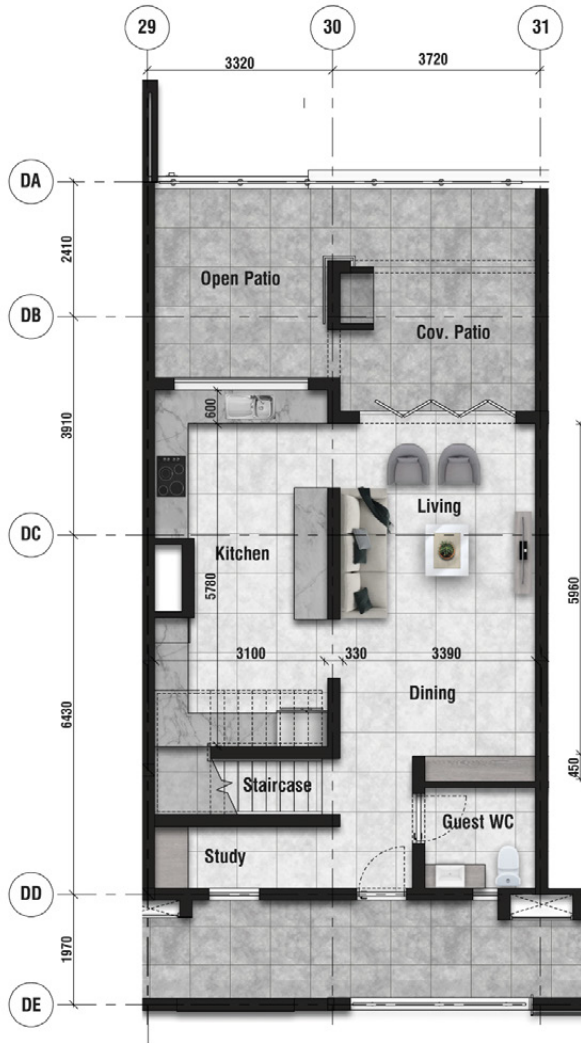 29
30
31
3320
3720
DA
2410
Open Patio
DB
Cov. Patio
600
3910
Living
DC
Kitchen
5780
5960
3100
330
3390
Dining
6430
450
Staircase
Guest WC
Study
DD
1970
DE